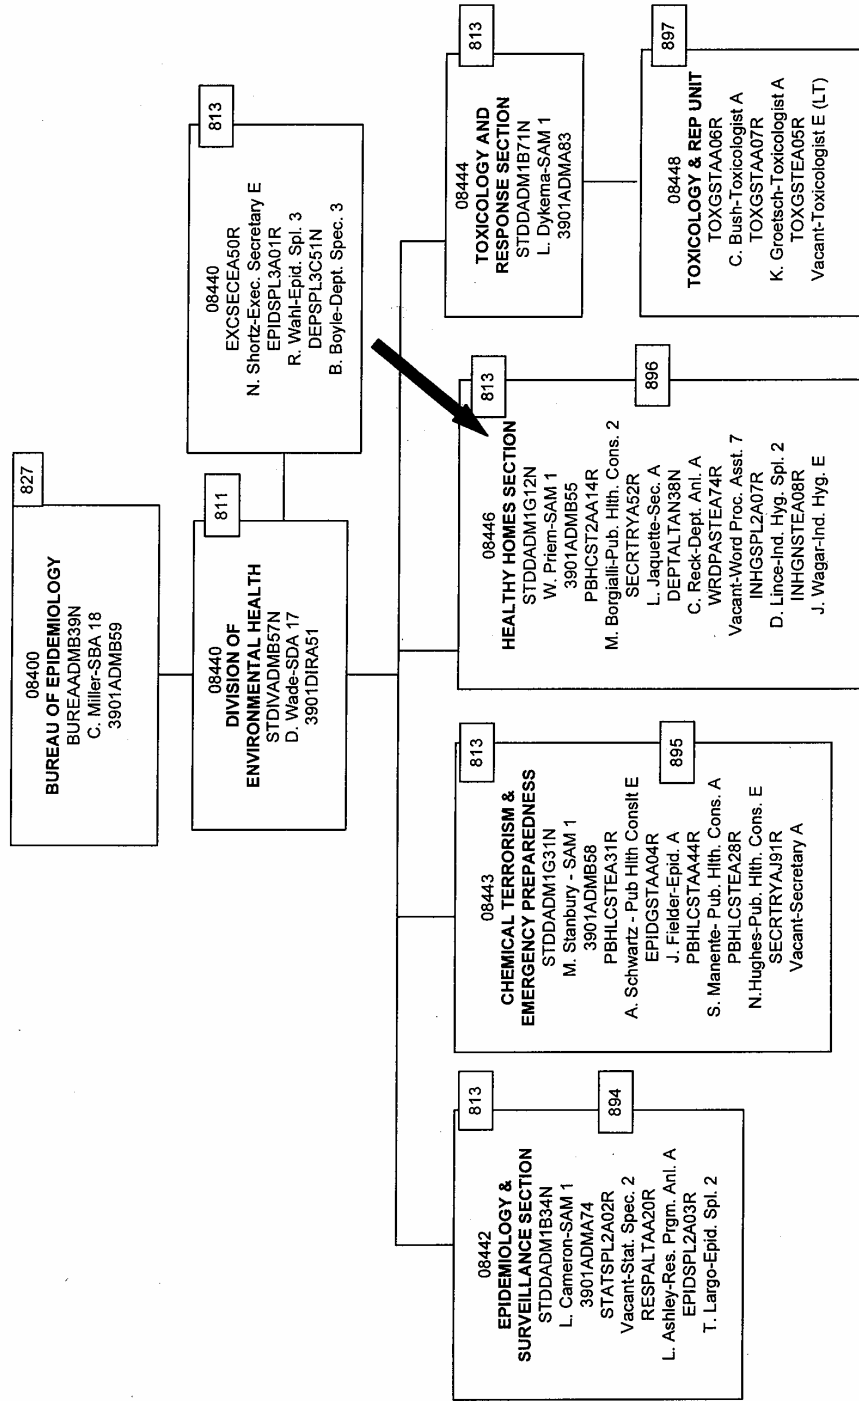 827
08400
BUREAU OF EPIDEMIOLOGY
BUREAADMB39N
C. Miller-SBA 18
3901ADMB59
811
08440
DIVISION OF
ENVIRONMENTAL HEALTH
STDIVADMB57N
D. Wade-SDA 17
3901DIRA51
813
08440
EXCSECEA50R
N. Shortz-Exec. Secretary E
EPIDSPL3A01R
R. Wahl-Epid. Spl. 3
DEPSPL3C51N
B. Boyle-Dept. Spec. 3
813
08442
EPIDEMIOLOGY &
SURVEILLANCE SECTION
STDDADM1B34N
L. Cameron-SAM 1
3901ADMA74
894
STATSPL2A02R
Vacant-Stat. Spec. 2
RESPALTAA20R
L. Ashley-Res. Prgm. Anl. A
EPIDSPL2A03R
T. Largo-Epid. Spl. 2
813
08443
CHEMICAL TERRORISM &
EMERGENCY PREPAREDNESS
STDDADM1G31N
M. Stanbury - SAM 1
3901ADMB58
895
PBHLCSTEA31R
A. Schwartz - Pub Hlth Conslt E
EPIDGSTAA04R
J. Fielder-Epid. A
PBHLCSTAA44R
S. Manente- Pub. Hlth. Cons. A
PBHLCSTEA28R
N.Hughes-Pub. Hlth. Cons. E
SECRTRYAJ91R
Vacant-Secretary A
813
08446
HEALTHY HOMES SECTION
STDDADM1G12N
W. Priem-SAM 1
3901ADMB55
896
PBHCST2AA14R
M. Borgialli-Pub. Hlth. Cons. 2
SECRTRYA52R
L. Jaquette-Sec. A
DEPTALTAN38N
C. Reck-Dept. Anl. A
WRDPASTEA74R
Vacant-Word Proc. Asst. 7
INHGSPL2A07R
D. Lince-Ind. Hyg. Spl. 2
INHGNSTEA08R
J. Wagar-Ind. Hyg. E
813
08444
TOXICOLOGY AND
RESPONSE SECTION
STDDADM1B71N
L. Dykema-SAM 1
3901ADMA83
897
08448
TOXICOLOGY & REP UNIT
TOXGSTAA06R
C. Bush-Toxicologist A
TOXGSTAA07R
K. Groetsch-Toxicologist A
TOXGSTEA05R
Vacant-Toxicologist E (LT)